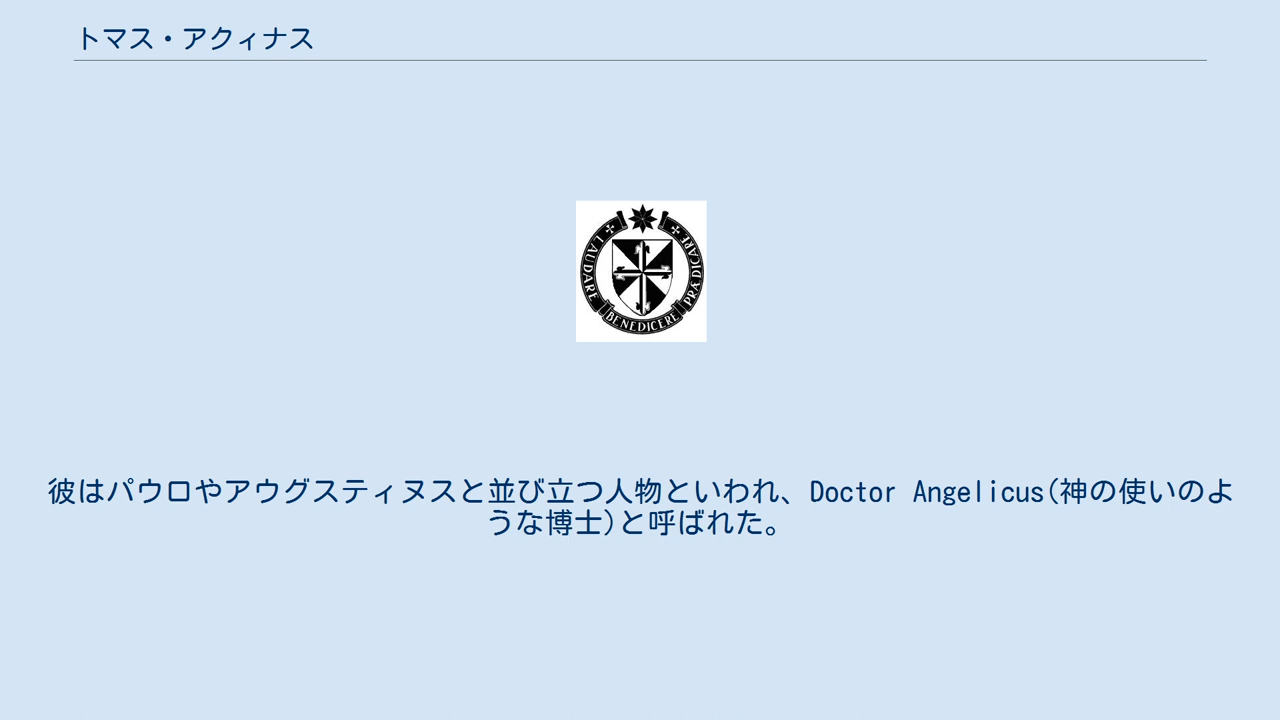 トマス・アクィナス
LAUDARE
BENEDICERE
PRÆDICARE
彼はパウロやアウグスティヌスと並び立つ人物といわれ、Doctor Angelicus(神の使いのよ
うな博士)と呼ばれた。